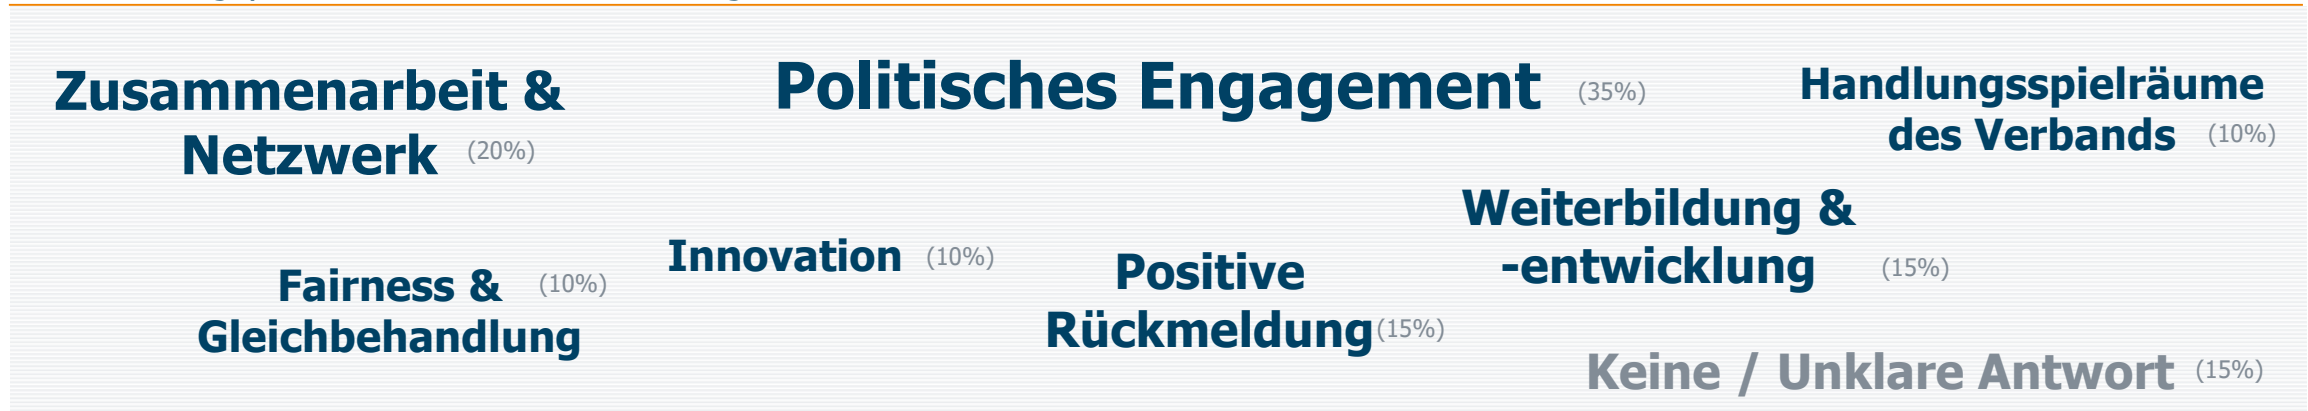 Zusammenarbeit &
Netzwerk (20%)
Politisches Engagement (35%)
Handlungsspielräume
des Verbands (10%)
Weiterbildung &
-entwicklung (15%)
Innovation (10%)
Fairness & (10%)
Gleichbehandlung
Positive
Rückmeldung (15%)
Keine / Unklare Antwort (15%)